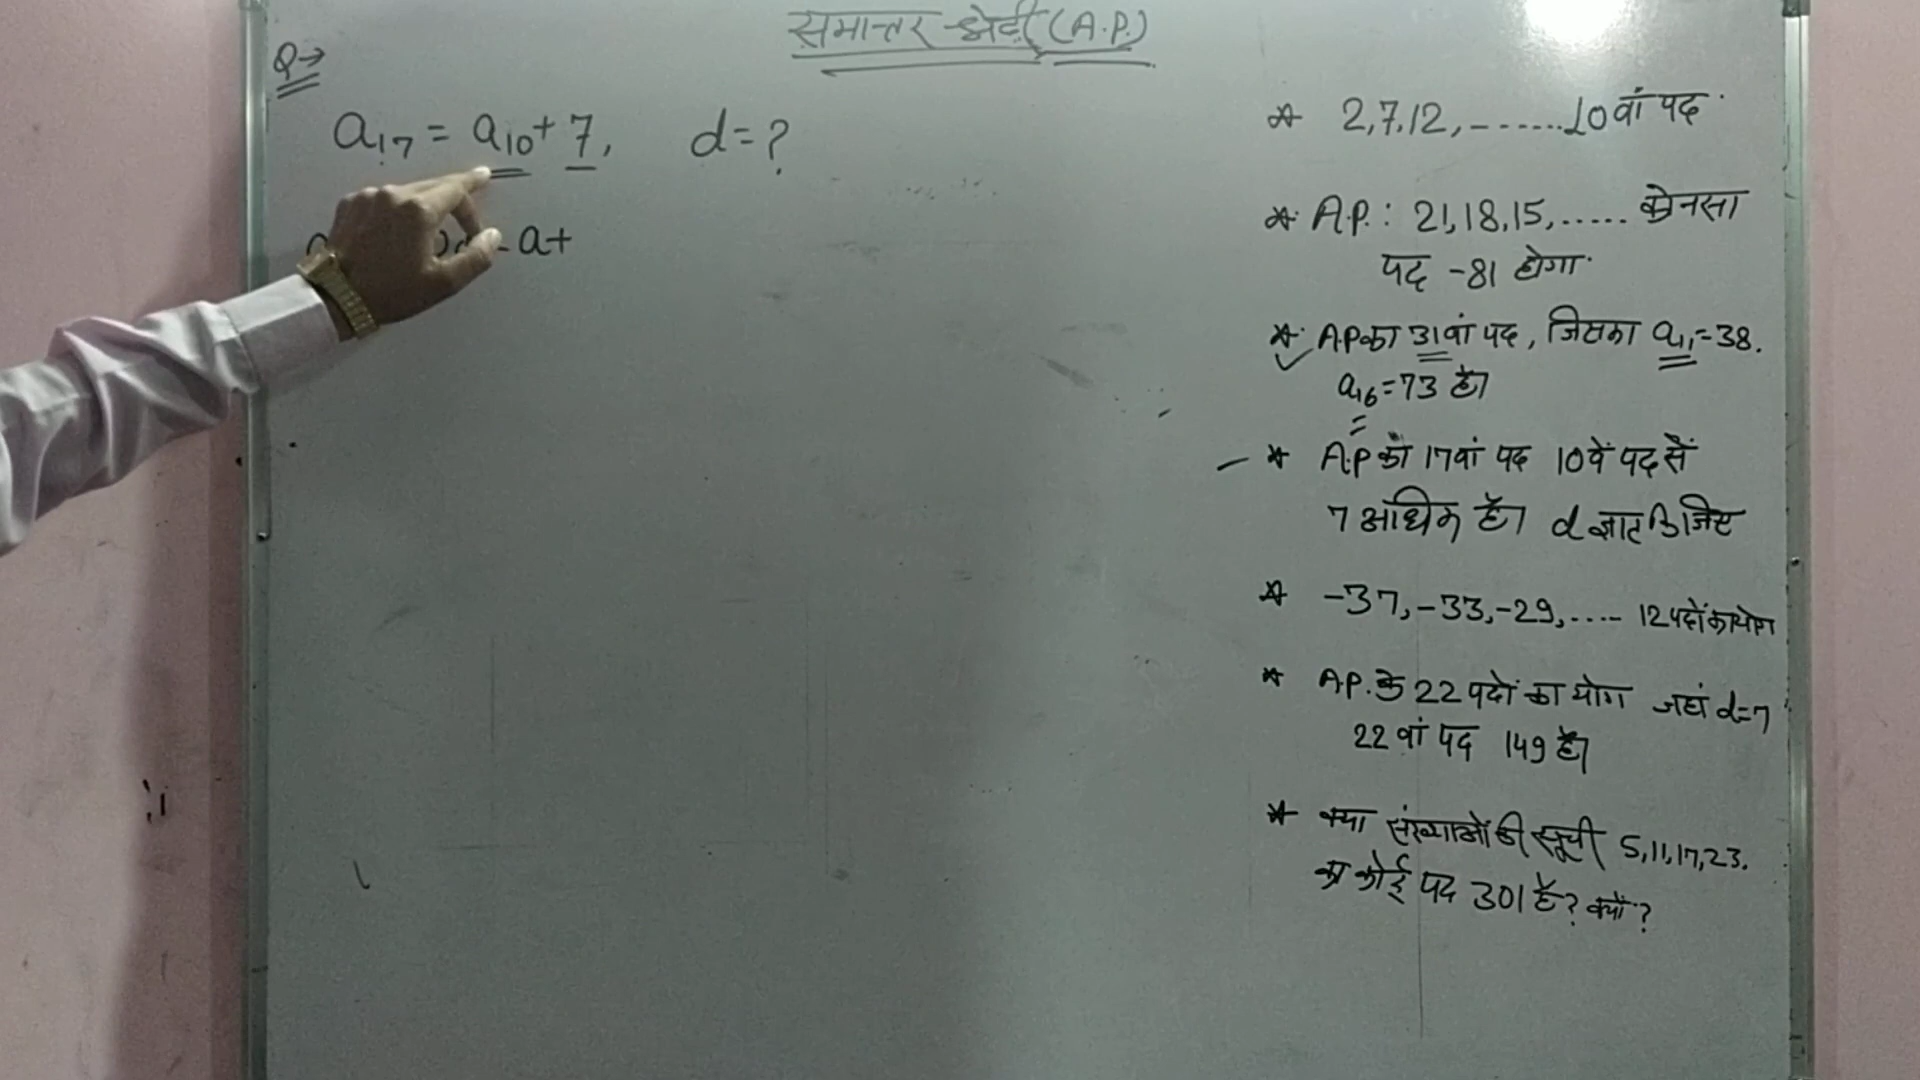 समान्तर श्रेढ़ी (A.P.)
Q→
a₁₇ = a₁₀ + 7, d = ?
a+
* 2,7,12,-......10वां पद
* A.P.: 21,18,15,...... कोनसा
पद -81 होगा
* A.Pका 31वां पद, जिसका a₁₁=38.
a₁₆=73 है।
* A.P का 17वां पद 10वें पद सें
7 अधिक है। d ज्ञात किजिए
* -37,-33,-29,.... 12पदों का योग
* A.P. के 22 पदों का योग जहां d=7
22 वां पद 149 है।
* क्या संख्याओं की सूची 5,11,17,23.
का कोई पद 301 है? क्यों?